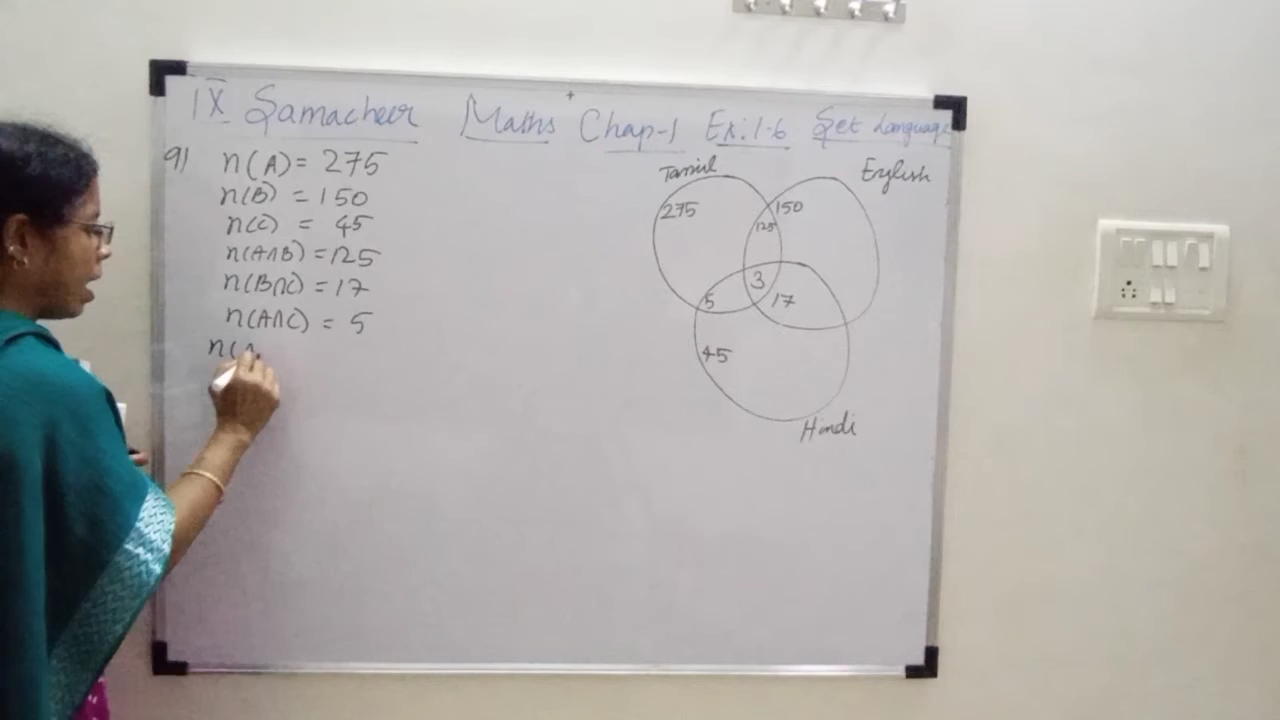 IX Samacheer Maths Chap-1 Ex:1.6 Set Language
9) n(A) = 275
n(B) = 150
n(C) = 45
n(A∩B) = 125
n(B∩C) = 17
n(A∩C) = 5
n(A
Tamil
English
275
150
125
3
5
17
45
Hindi